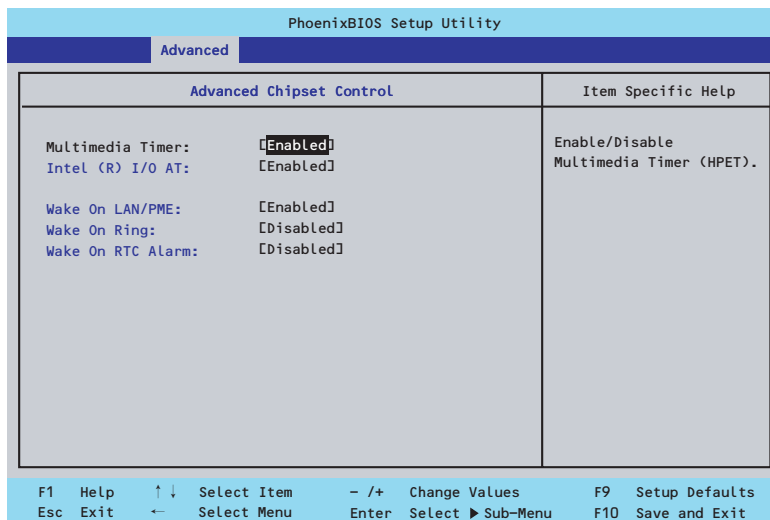 PhoenixBIOS Setup Utility
Advanced
Advanced Chipset Control
Item Specific Help
Multimedia Timer: [Enabled]
Intel (R) I/O AT: [Enabled]
Wake On LAN/PME: [Enabled]
Wake On Ring: [Disabled]
Wake On RTC Alarm: [Disabled]
Enable/Disable
Multimedia Timer (HPET).
F1 Help ↑↓ Select Item - /+ Change Values F9 Setup Defaults
Esc Exit ← Select Menu Enter Select ▶ Sub-Menu F10 Save and Exit